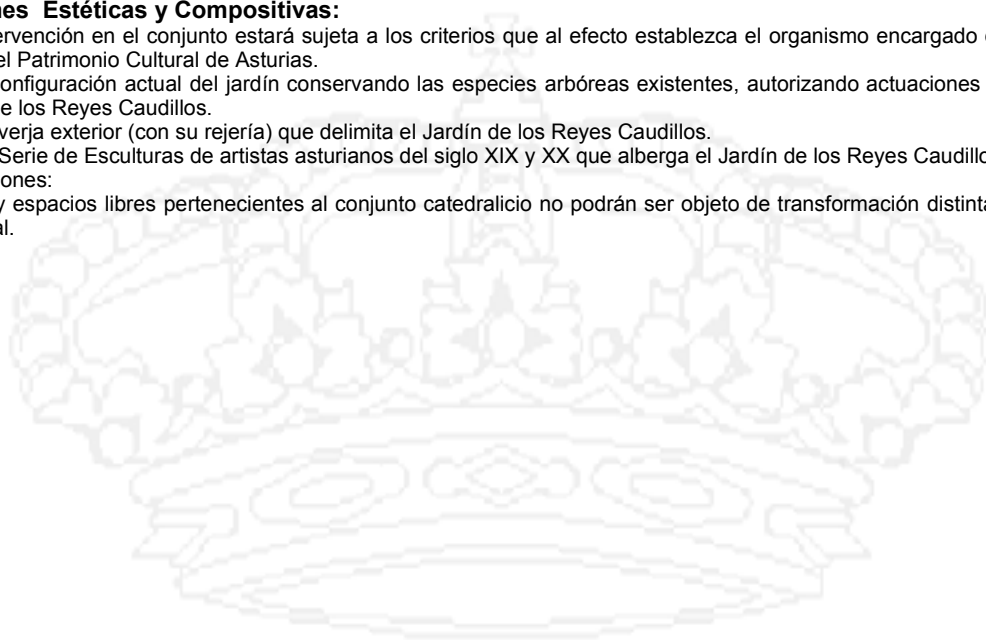 nes Estéticas y Compositivas:
ervención en el conjunto estará sujeta a los criterios que al efecto establezca el organismo encargado
el Patrimonio Cultural de Asturias.
onfiguración actual del jardín conservando las especies arbóreas existentes, autorizando actuaciones
e los Reyes Caudillos.
verja exterior (con su rejería) que delimita el Jardín de los Reyes Caudillos.
Serie de Esculturas de artistas asturianos del siglo XIX y XX que alberga el Jardín de los Reyes Caudillo
ones:
y espacios libres pertenecientes al conjunto catedralicio no podrán ser objeto de transformación distinta
al.